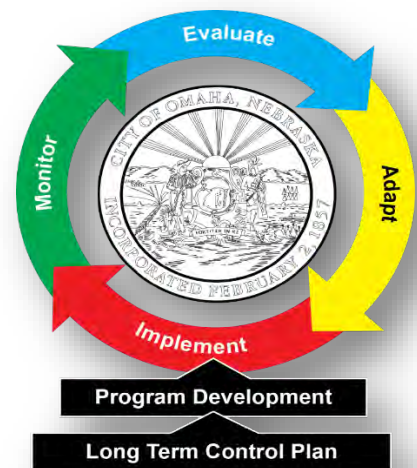 Evaluate
Adapt
Implement
Monitor
CITY OF OMAHA, NEBRASKA
INCORPORATED FEBRUARY 2, 1857
Program Development
Long Term Control Plan